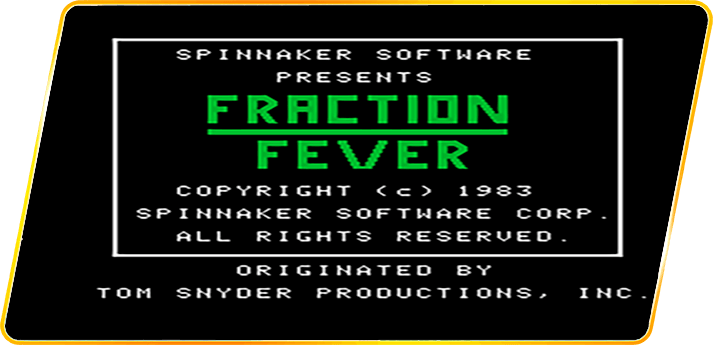 SPINNAKER SOFTWARE
PRESENTS
FRACTION
FEVER
COPYRIGHT (c) 1983
SPINNAKER SOFTWARE CORP.
ALL RIGHTS RESERVED.
ORIGINATED BY
TOM SNYDER PRODUCTIONS, INC.